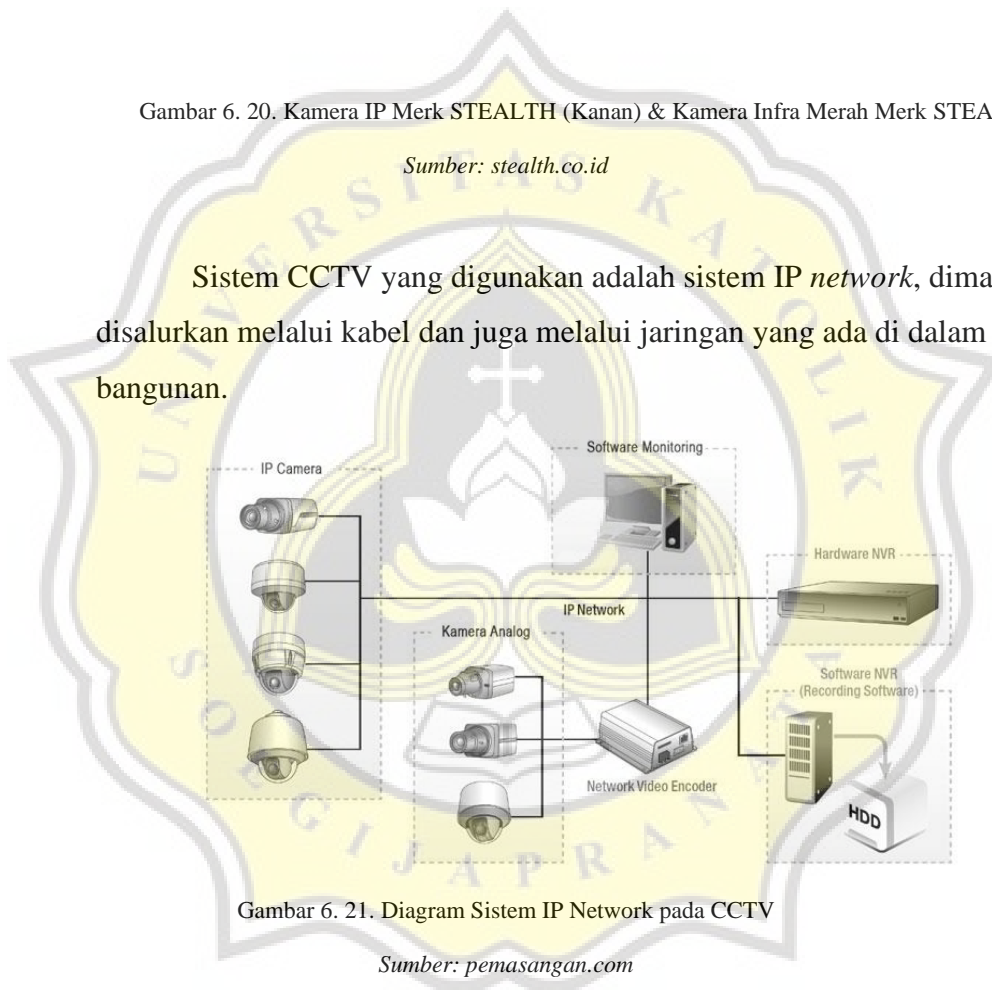 Gambar 6. 20. Kamera IP Merk STEALTH (Kanan) & Kamera Infra Merah Merk
Sumber: stealth.co.id
Sistem CCTV yang digunakan adalah sistem IP network,
disalurkan melalui kabel dan juga melalui jaringan yang ada di dalam
bangunan.
IP Camera
Software Monitoring
Hardware NVR
IP Network
Kamera Analog
Software NVR
(Recording Software)
Network Video Encoder
HDD
Gambar 6. 21. Diagram Sistem IP Network pada CCTV
Sumber: pemasangan.com
UNIVERSITAS KATOLIK
SOEGIJAPRANATA